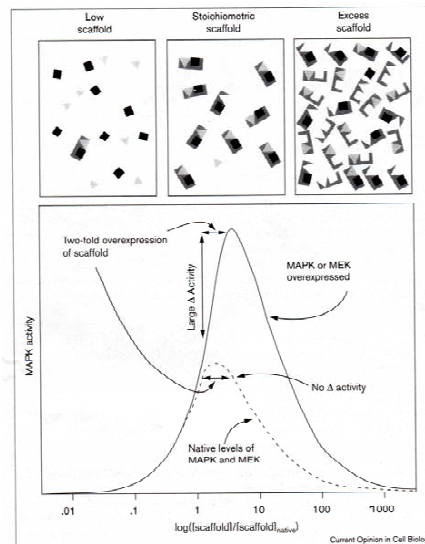 Low
scaffold
Stoichiometric
scaffold
Excess
scaffold
Two-fold overexpression
of scaffold
Large Δ Activity
MAPK or MEK
overexpressed
MAPK activity
No Δ activity
Native levels of
MAPK and MEK
.01 .1 1 10 100 1000
log([scaffold]/[scaffold]native)
Current Opinion in Cell Biolo